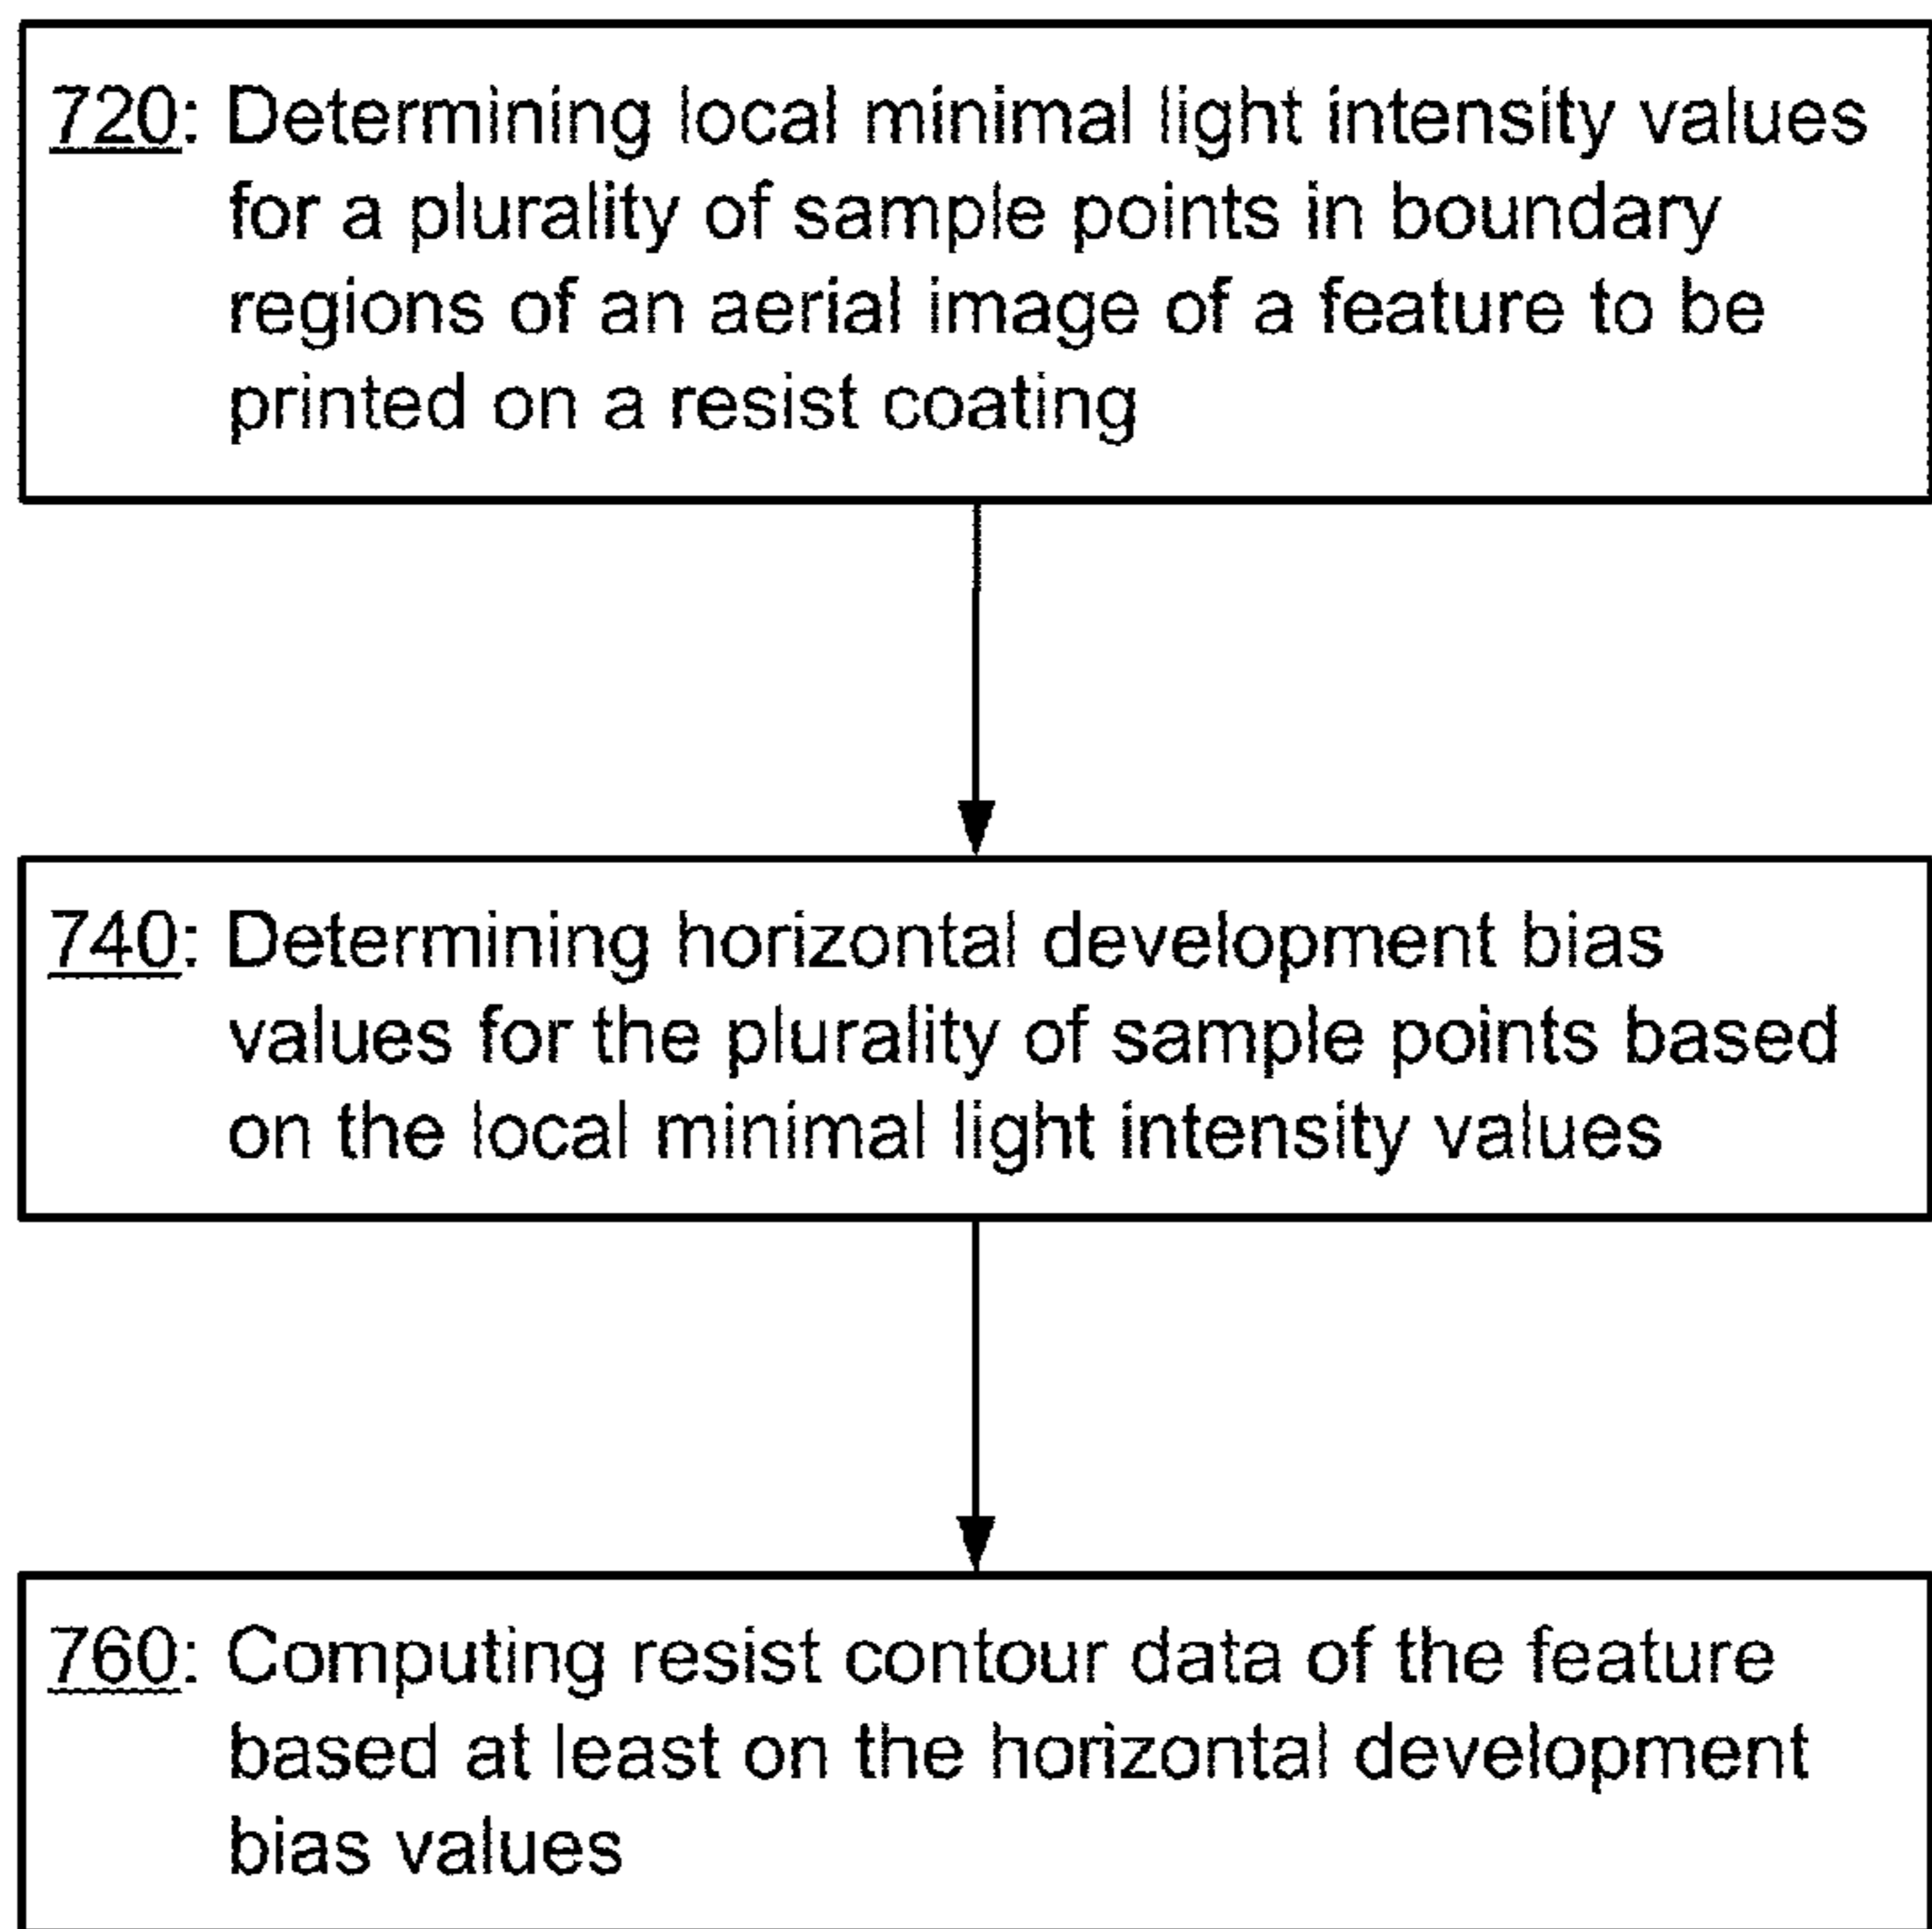 720: Determining local minimal light intensity values
for a plurality of sample points in boundary
regions of an aerial image of a feature to be
printed on a resist coating
740: Determining horizontal development bias
values for the plurality of sample points based
on the local minimal light intensity values
760: Computing resist contour data of the feature
based at least on the horizontal development
bias values